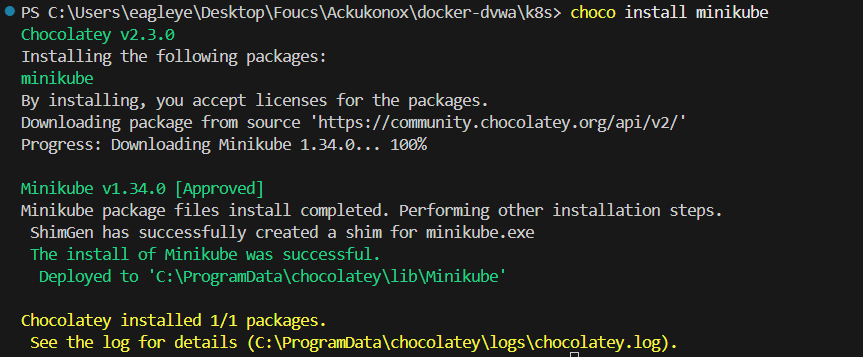 PS C:\Users\eagleye\Desktop\Foucs\Ackukonox\docker-dvwa\k8s> choco install minikube
Chocolatey v2.3.0
Installing the following packages:
minikube
By installing, you accept licenses for the packages.
Downloading package from source 'https://community.chocolatey.org/api/v2/'
Progress: Downloading Minikube 1.34.0... 100%
Minikube v1.34.0 [Approved]
Minikube package files install completed. Performing other installation steps.
ShimGen has successfully created a shim for minikube.exe
The install of Minikube was successful.
Deployed to 'C:\ProgramData\chocolatey\lib\Minikube'
Chocolatey installed 1/1 packages.
See the log for details (C:\ProgramData\chocolatey\logs\chocolatey.log).